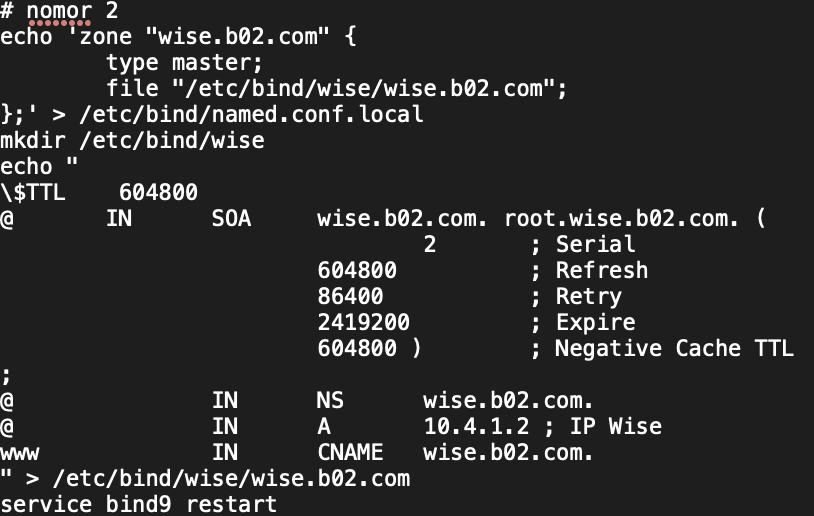 # nomor 2
echo 'zone "wise.b02.com" {
        type master;
        file "/etc/bind/wise/wise.b02.com";
};' > /etc/bind/named.conf.local
mkdir /etc/bind/wise
echo "
\$TTL    604800
@       IN      SOA     wise.b02.com. root.wise.b02.com. (
                                2       ; Serial
                        604800          ; Refresh
                        86400           ; Retry
                        2419200         ; Expire
                        604800 )        ; Negative Cache TTL
;
@               IN      NS      wise.b02.com.
@               IN      A       10.4.1.2 ; IP Wise
www             IN      CNAME   wise.b02.com.
" > /etc/bind/wise/wise.b02.com
service bind9 restart